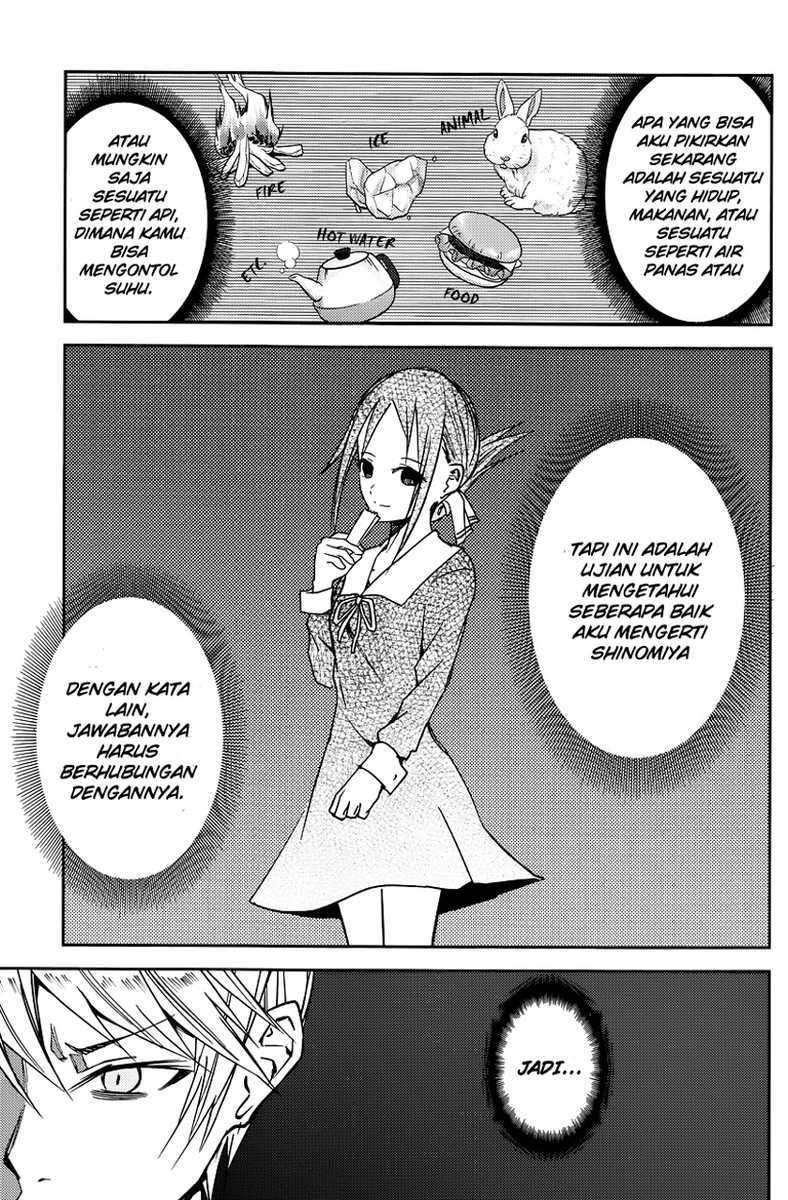 APA YANG BISA
AKU PIKIRKAN
SEKARANG
ADALAH SESUATU
YANG HIDUP,
MAKANAN, ATAU
SESUATU
SEPERTI AIR
PANAS ATAU
ANIMAL
ICE
FIRE
HOT WATER
ETC.
FOOD
ATAU
MUNGKIN
SAJA
SESUATU
SEPERTI API,
DIMANA KAMU
BISA
MENGONTOL
SUHU.
TAPI INI ADALAH
UJIAN UNTUK
MENGETAHUI
SEBERAPA BAIK
AKU MENGERTI
SHINOMIYA
DENGAN KATA
LAIN,
JAWABANNYA
HARUS
BERHUBUNGAN
DENGANNYA.
JADI...